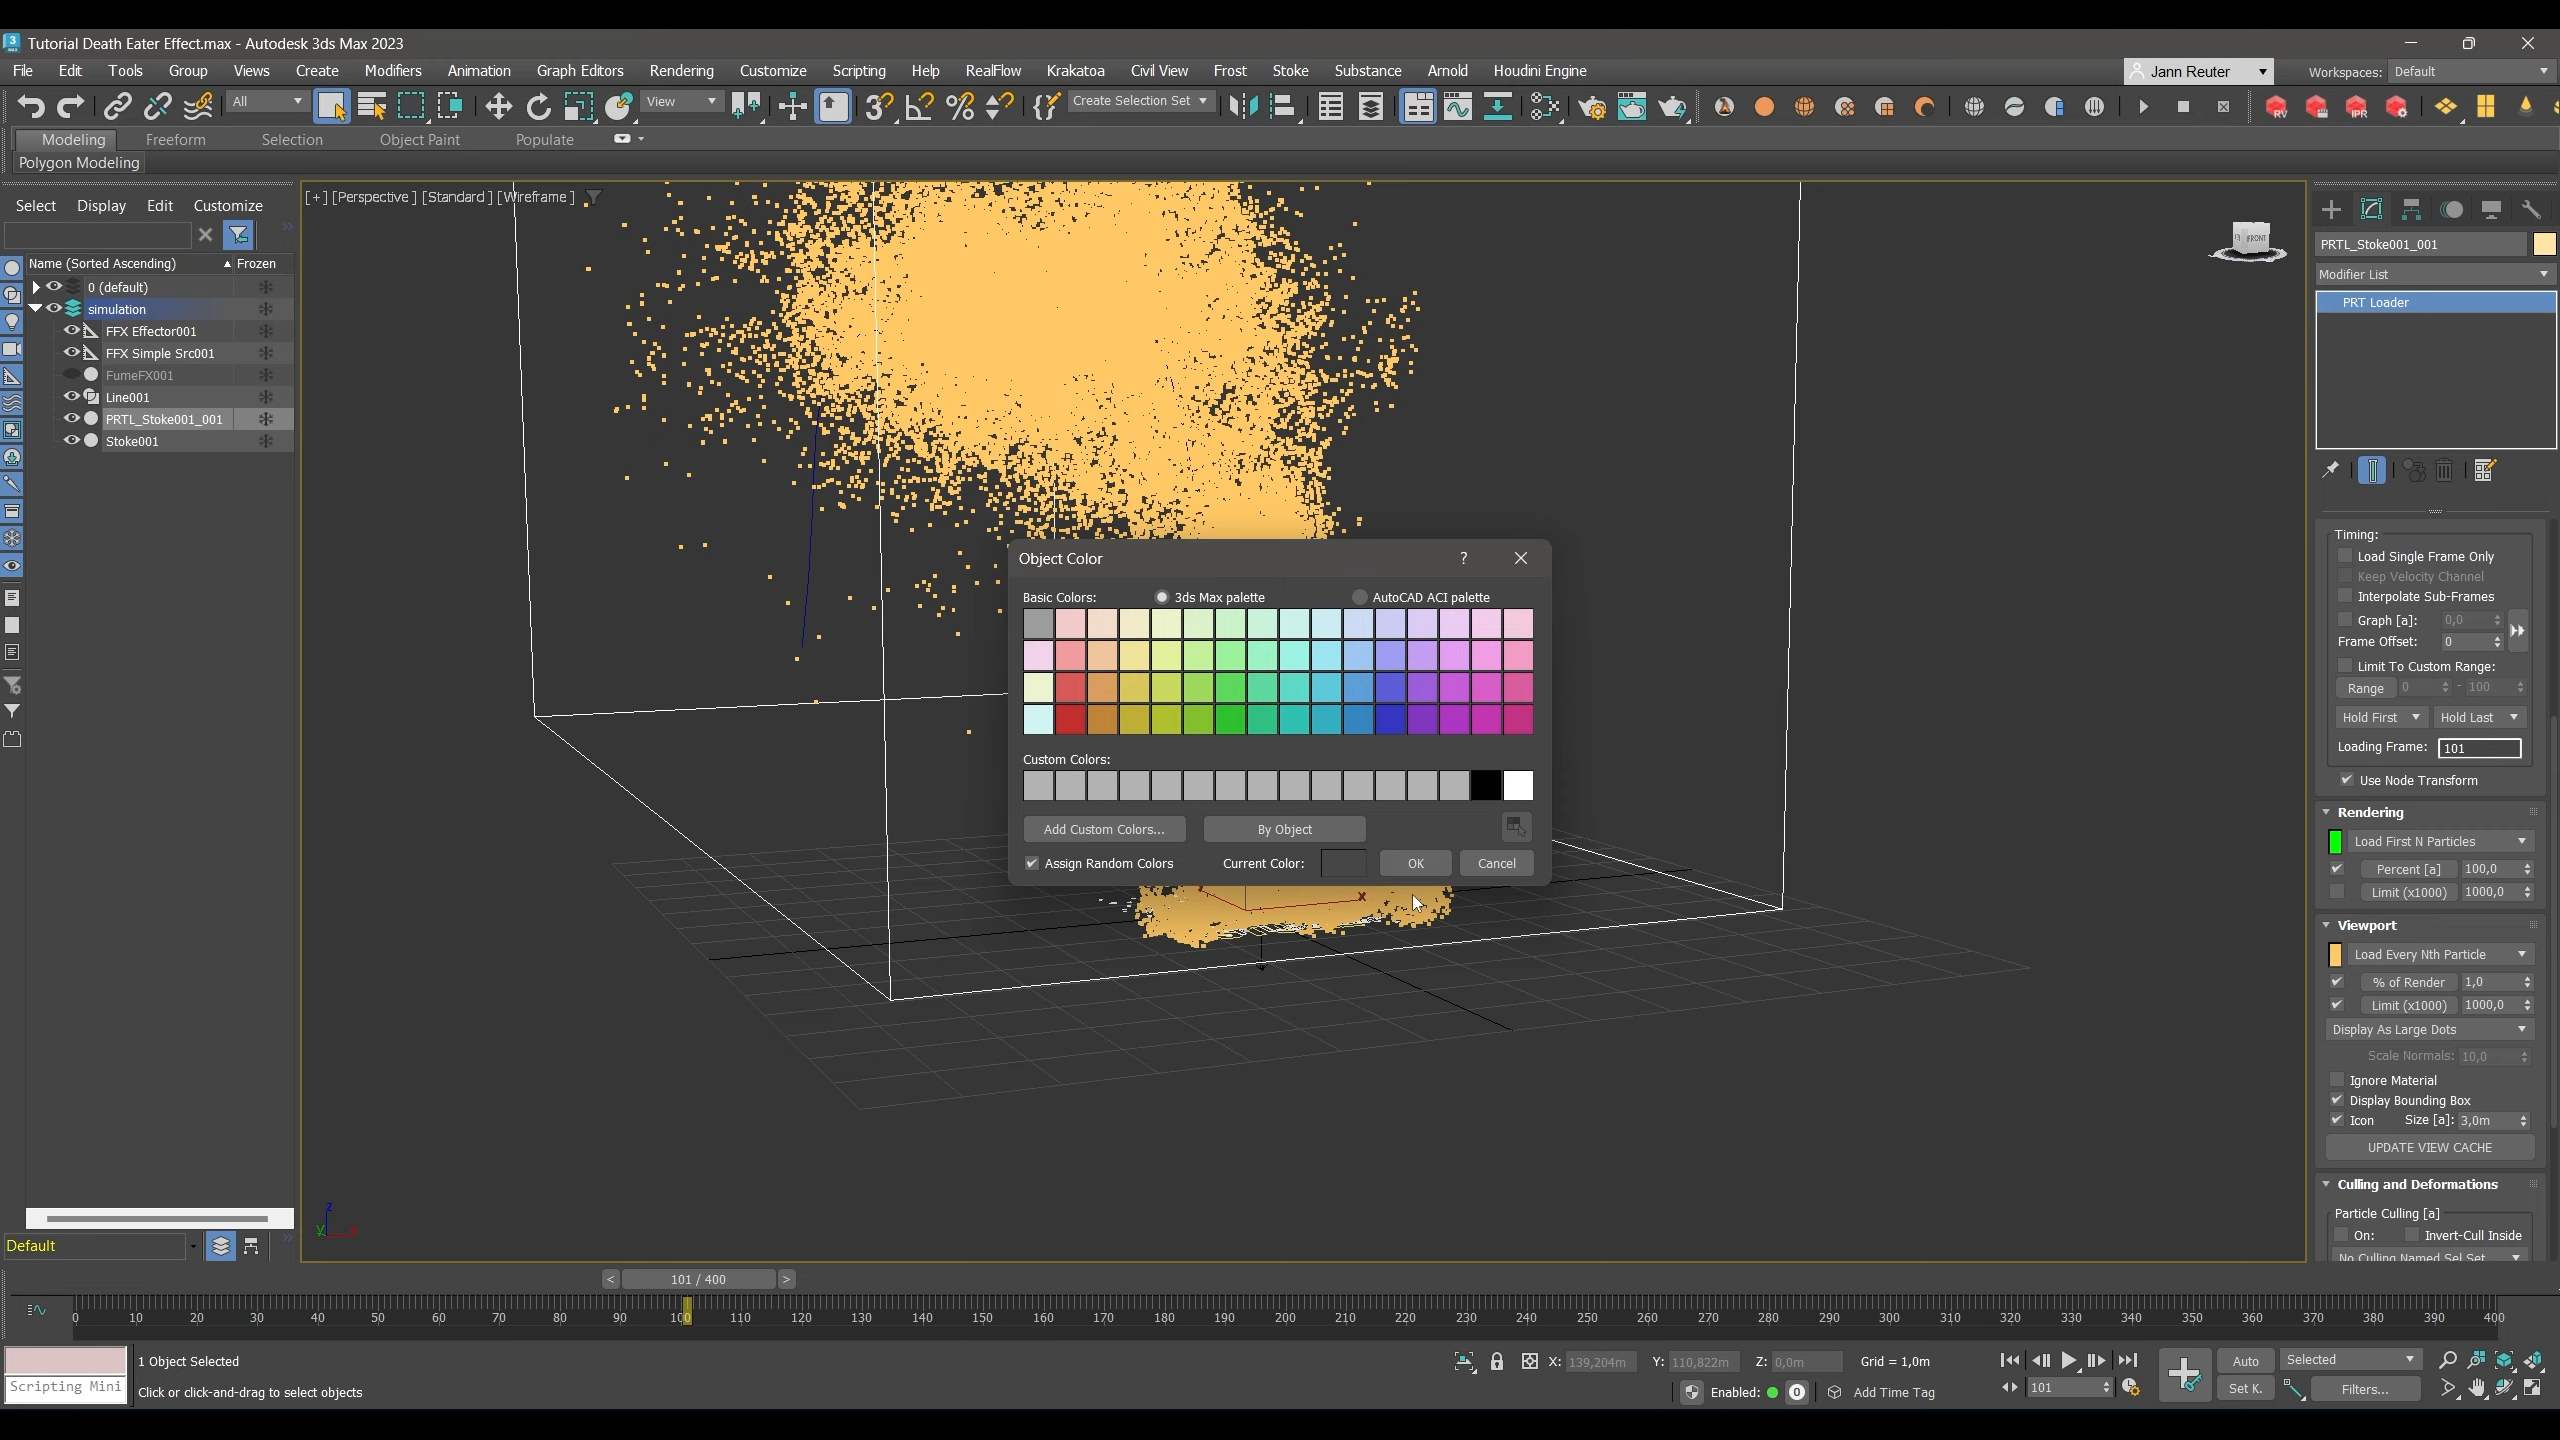 Tutorial Death Eater Effect.max - Autodesk 3ds Max 2023
File Edit Tools Group Views Create Modifiers Animation Graph Editors Rendering Customize Scripting Help RealFlow Krakatoa Civil View Frost Stoke Substance Arnold Houdini Engine Jann Reuter Workspaces: Default
All View Create Selection Set
Modeling Freeform Selection Object Paint Populate
Polygon Modeling
Select Display Edit Customize
Name (Sorted Ascending) Frozen
0 (default)
simulation
FFX Effector001
FFX Simple Src001
FumeFX001
Line001
PRTL_Stoke001_001
Stoke001
Default
[+] [Perspective ] [Standard ] [Wireframe ]
FRONT
Object Color ?
Basic Colors: 3ds Max palette AutoCAD ACI palette
Custom Colors:
Add Custom Colors... By Object
Assign Random Colors Current Color: OK Cancel
x
z
y x
PRTL_Stoke001_001
Modifier List
PRT Loader
Timing:
Load Single Frame Only
Keep Velocity Channel
Interpolate Sub-Frames
Graph [a]: 0,0
Frame Offset: 0
Limit To Custom Range:
Range 0 - 100
Hold First Hold Last
Loading Frame: 101
Use Node Transform
Rendering
Load First N Particles
Percent [a] 100,0
Limit (x1000) 1000,0
Viewport
Load Every Nth Particle
% of Render 1,0
Limit (x1000) 1000,0
Display As Large Dots
Scale Normals: 10,0
Ignore Material
Display Bounding Box
Icon Size [a]: 3,0m
UPDATE VIEW CACHE
Culling and Deformations
Particle Culling [a]
On: Invert-Cull Inside
No Culling Named Sel Set
< 101 / 400 >
0 10 20 30 40 50 60 70 80 90 100 110 120 130 140 150 160 170 180 190 200 210 220 230 240 250 260 270 280 290 300 310 320 330 340 350 360 370 380 390 400
1 Object Selected X: 139,204m Y: 110,822m Z: 0,0m Grid = 1,0m Auto Selected
Scripting Mini Click or click-and-drag to select objects Enabled: 0 Add Time Tag 101 Set K. Filters...